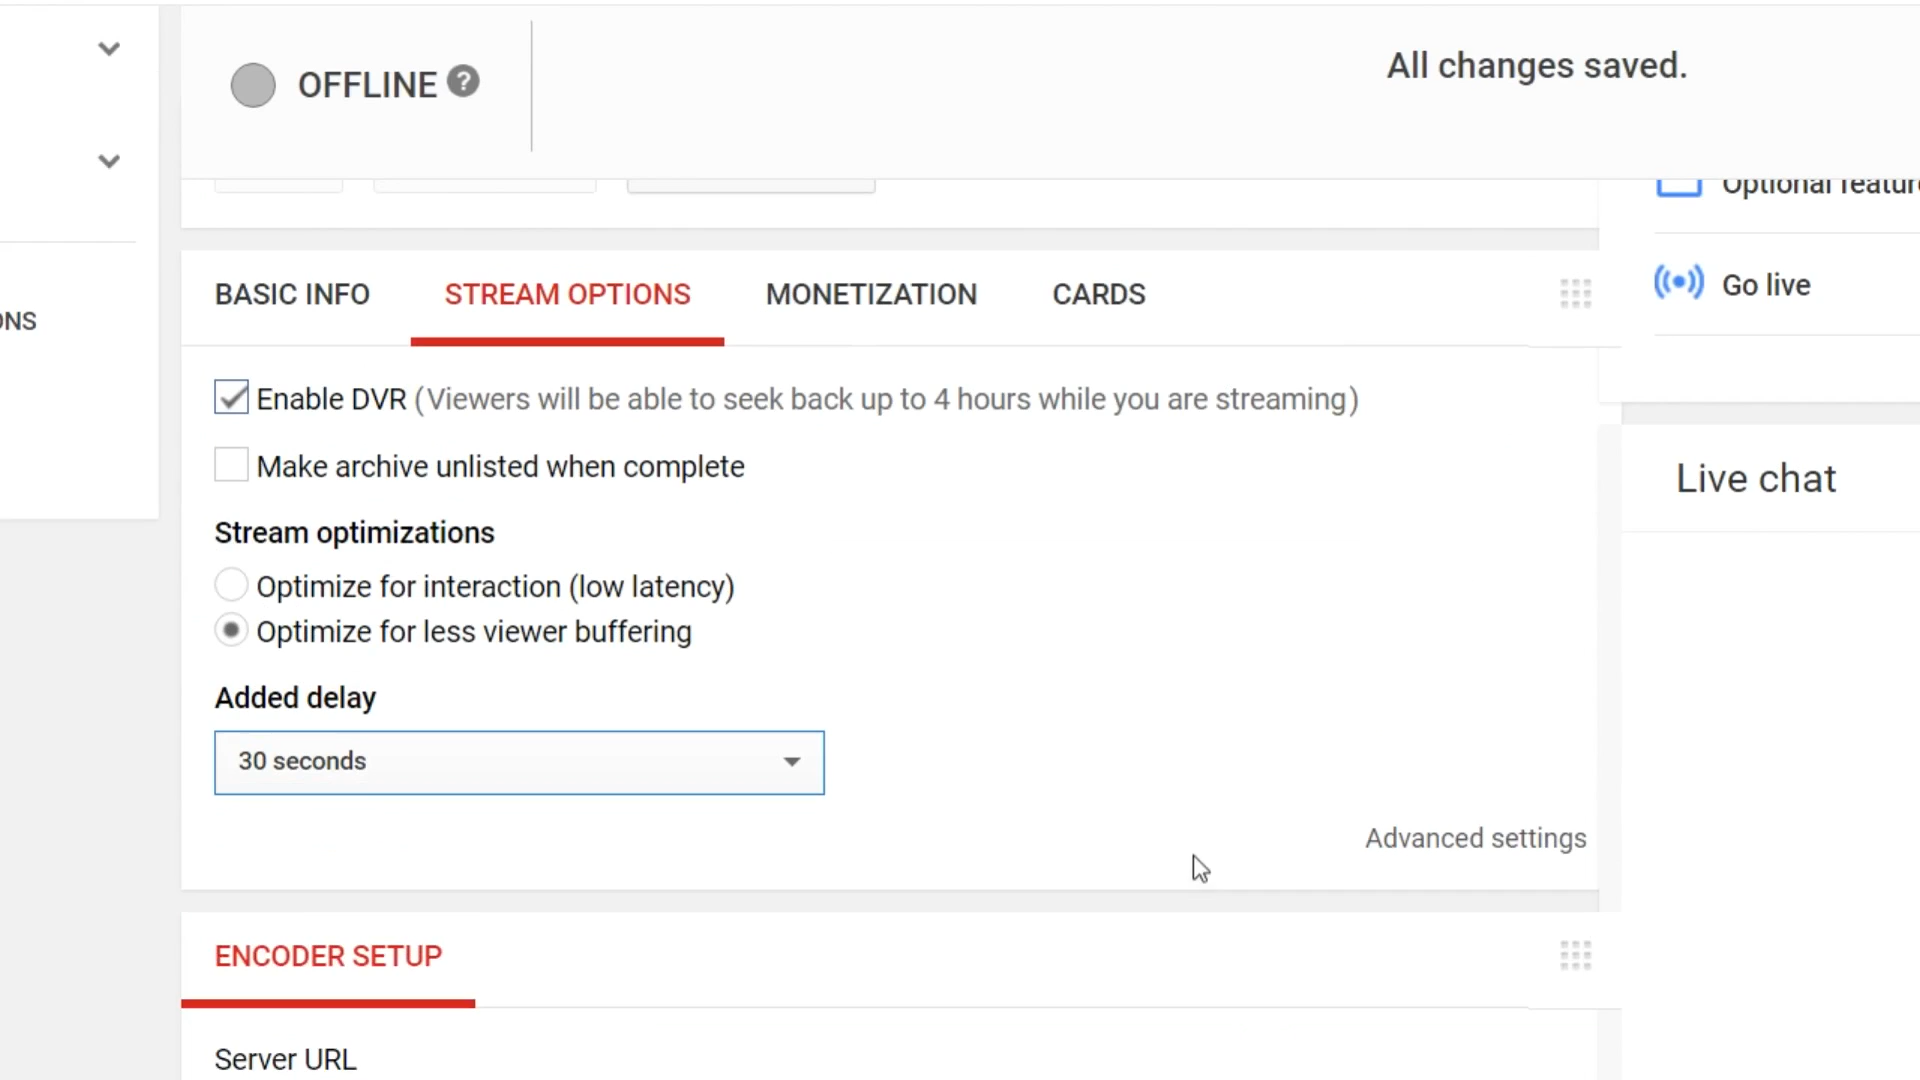 OFFLINE ?
All changes saved.
Optional featur
Go live
ONS
BASIC INFO STREAM OPTIONS MONETIZATION CARDS
Enable DVR (Viewers will be able to seek back up to 4 hours while you are streaming)
Make archive unlisted when complete
Live chat
Stream optimizations
Optimize for interaction (low latency)
Optimize for less viewer buffering
Added delay
30 seconds
Advanced settings
ENCODER SETUP
Server URL